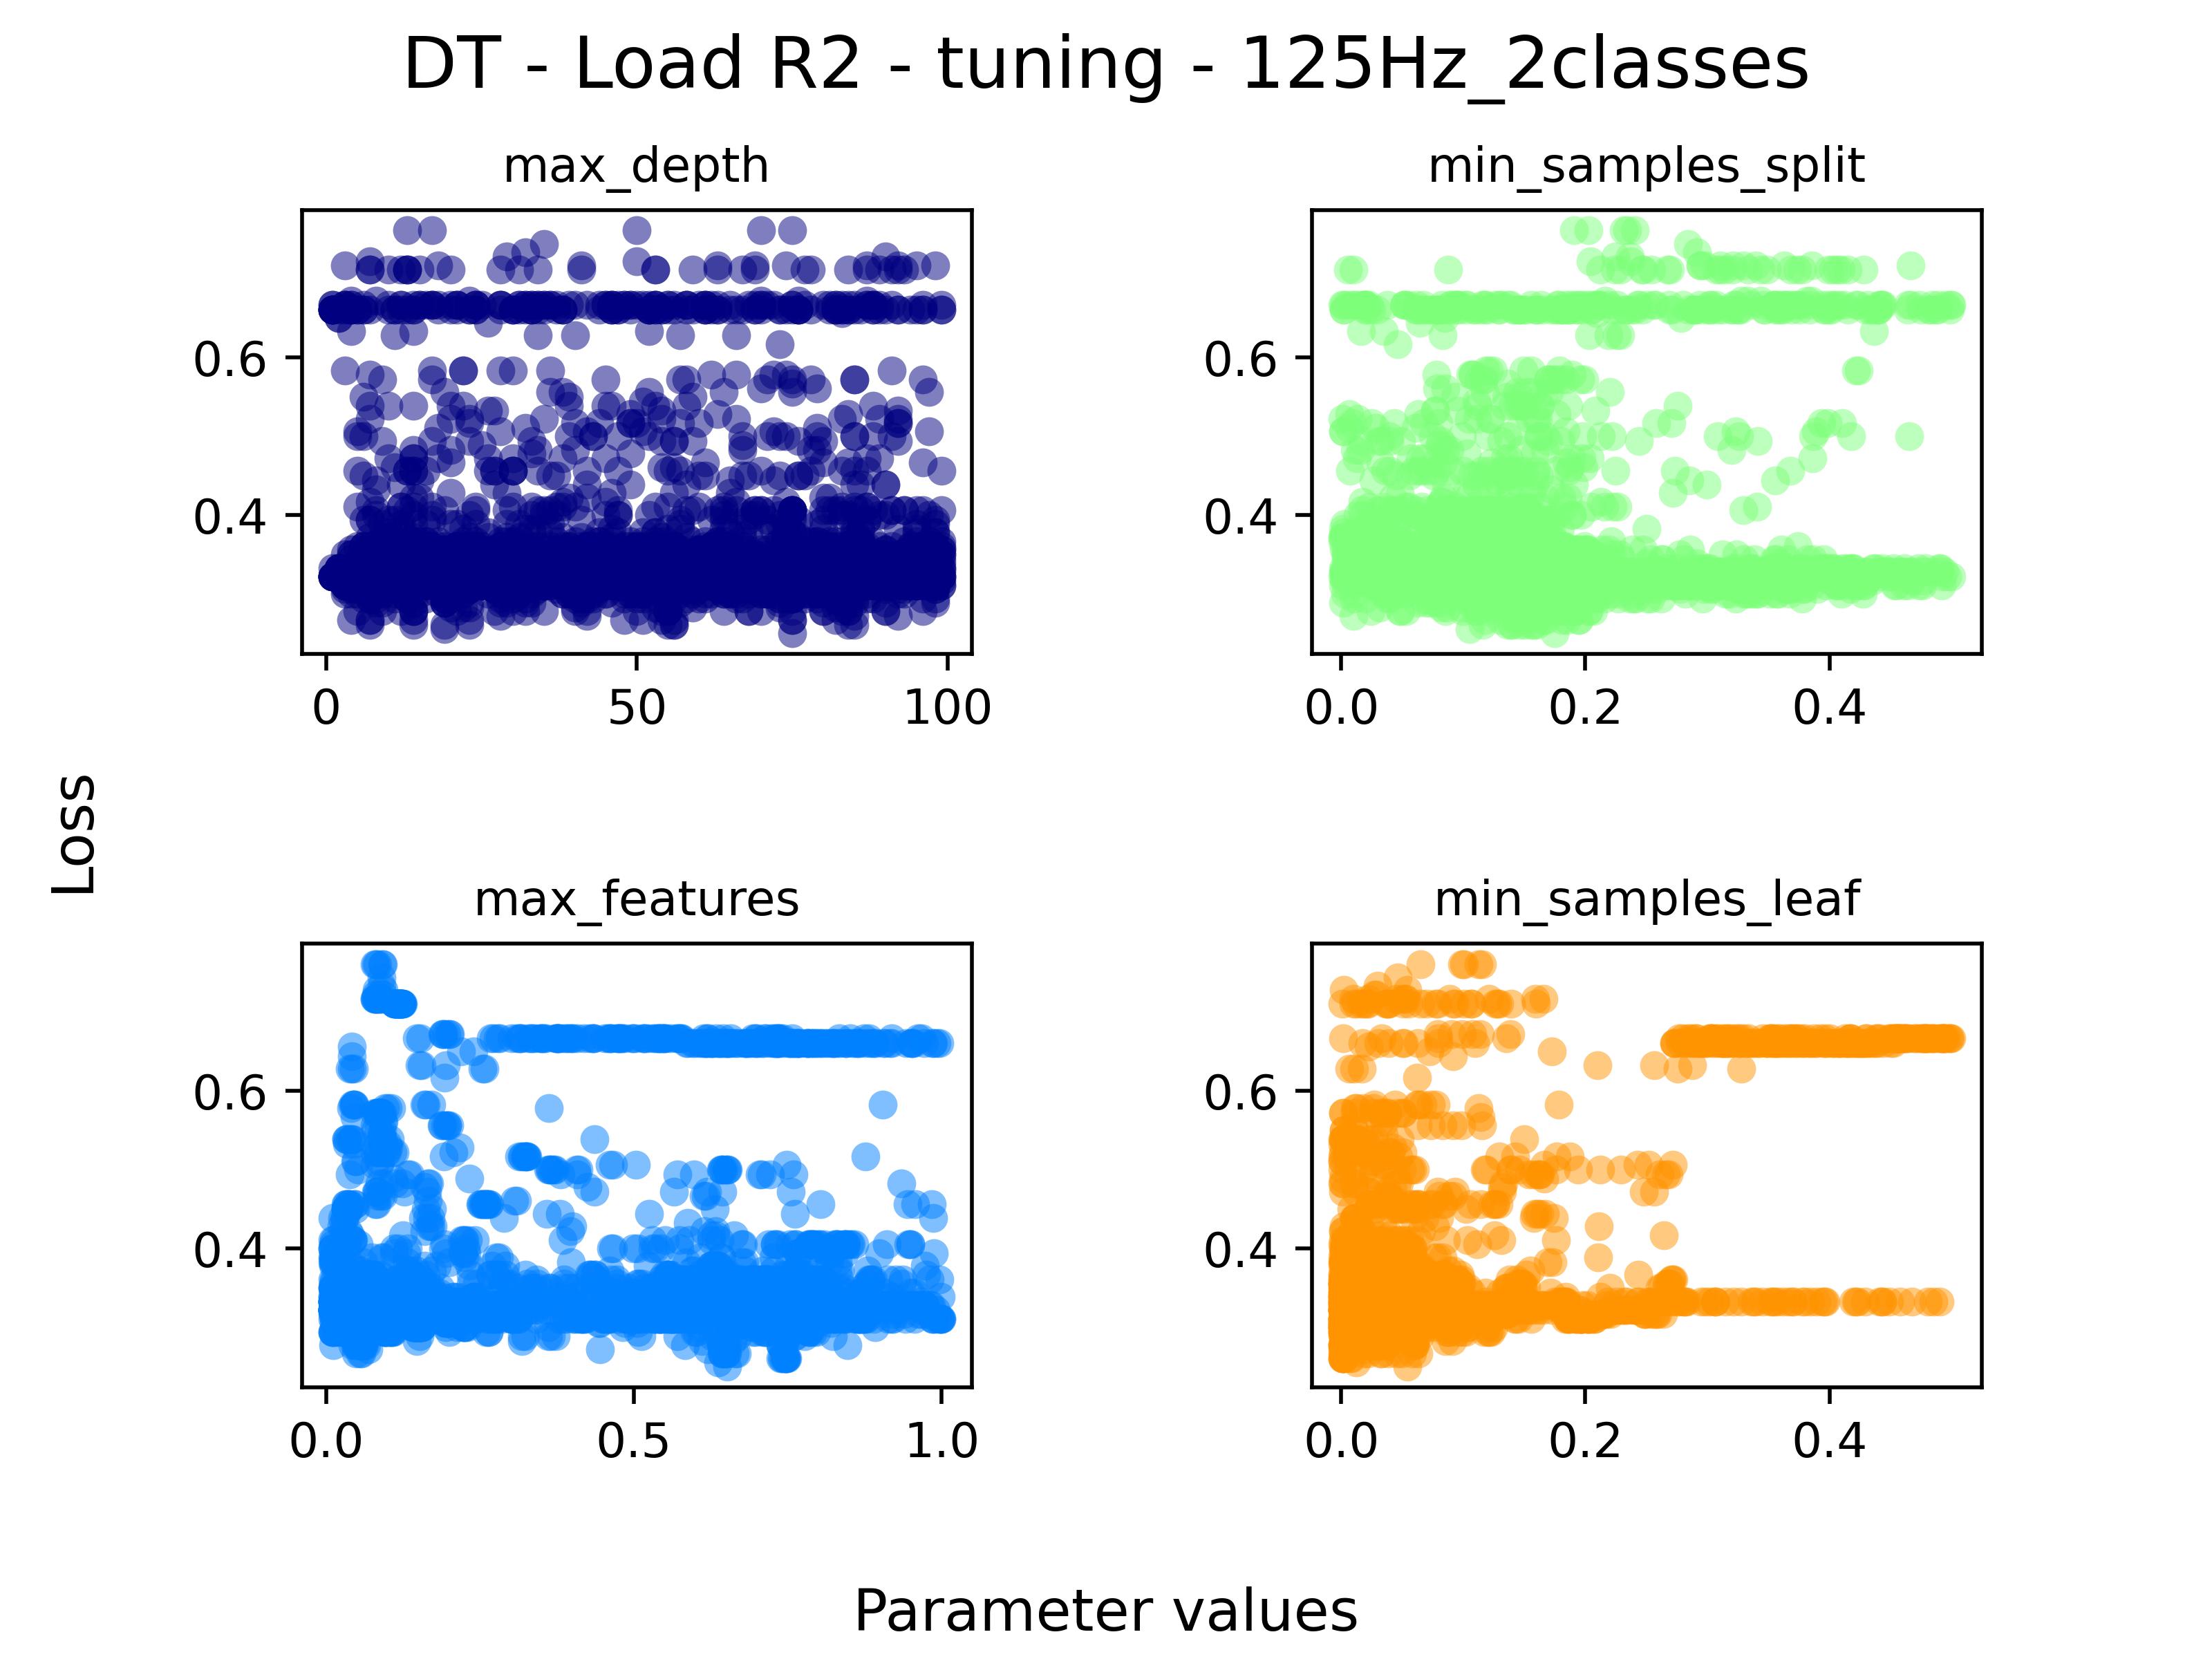 DT - Load R2 - tuning - 125Hz_2classes
max_depth
min_samples_split
0.6
0.4
0
50
100
0.6
0.4
0.0
0.2
0.4
Loss
max_features
min_samples_leaf
0.6
0.4
0.0
0.5
1.0
0.6
0.4
0.0
0.2
0.4
Parameter values